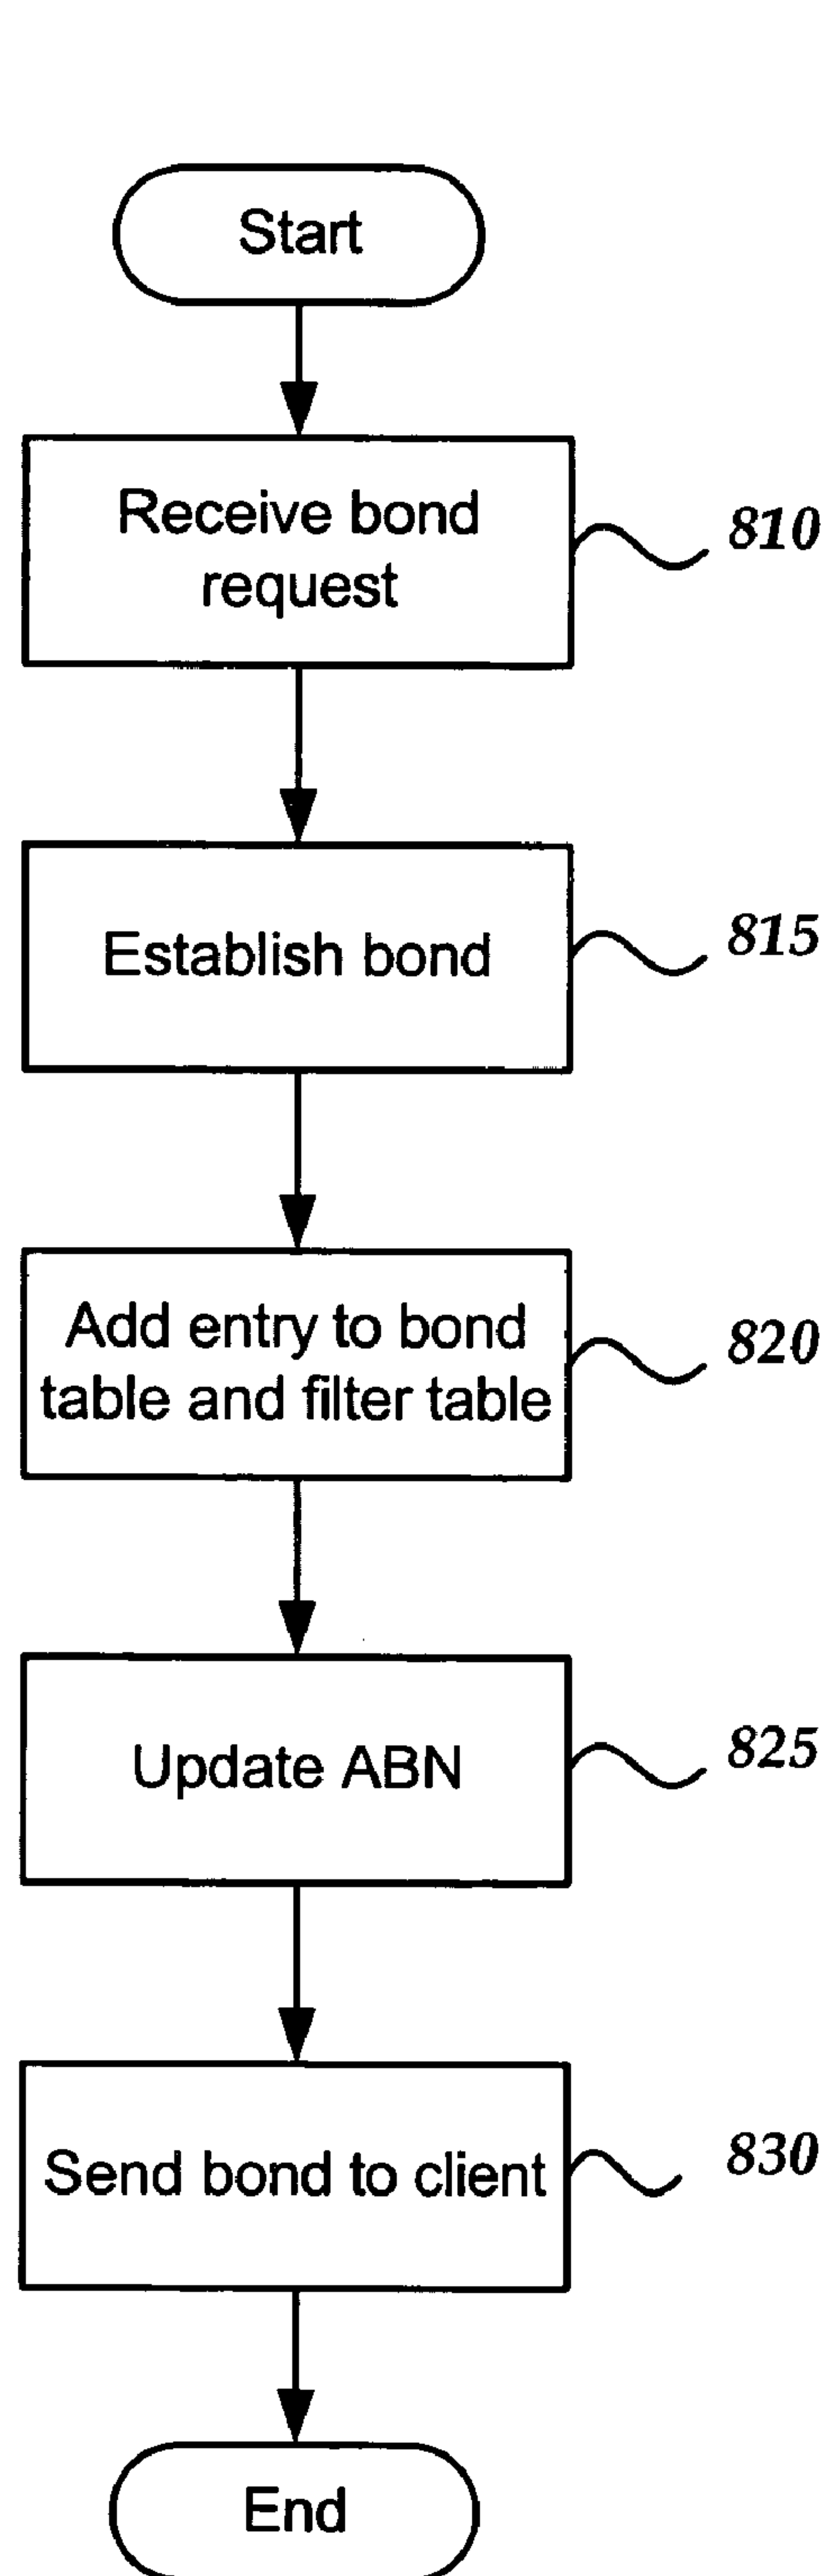 Start
Receive bond
request
810
Establish bond
815
Add entry to bond
table and filter table
820
Update ABN
825
Send bond to client
830
End